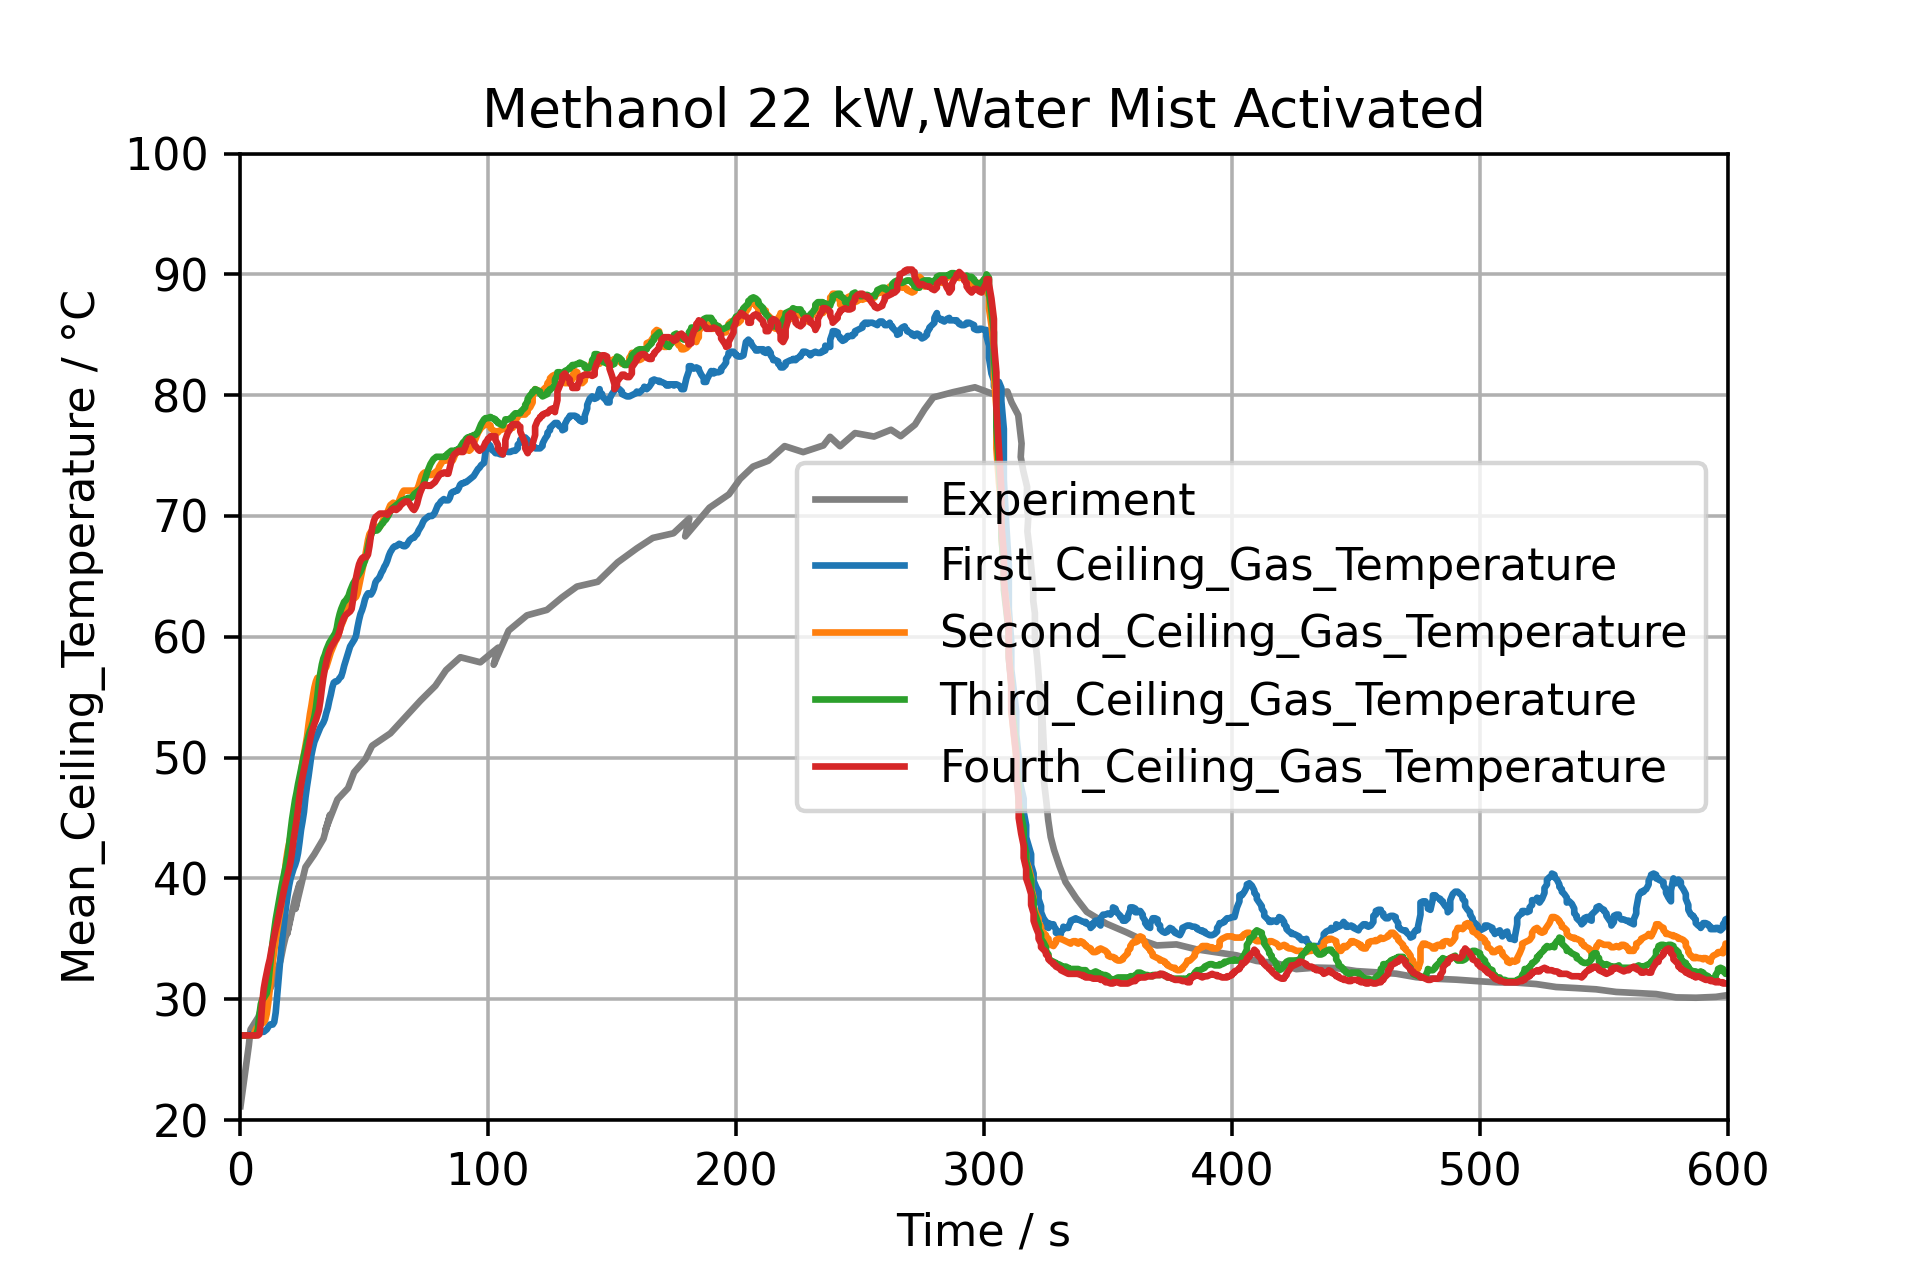 Methanol 22 kW,Water Mist Activated
Mean_Ceiling_Temperature / °C
100
90
80
70
60
50
40
30
20
Experiment
First_Ceiling_Gas_Temperature
Second_Ceiling_Gas_Temperature
Third_Ceiling_Gas_Temperature
Fourth_Ceiling_Gas_Temperature
0 100 200 300 400 500 600
Time / s